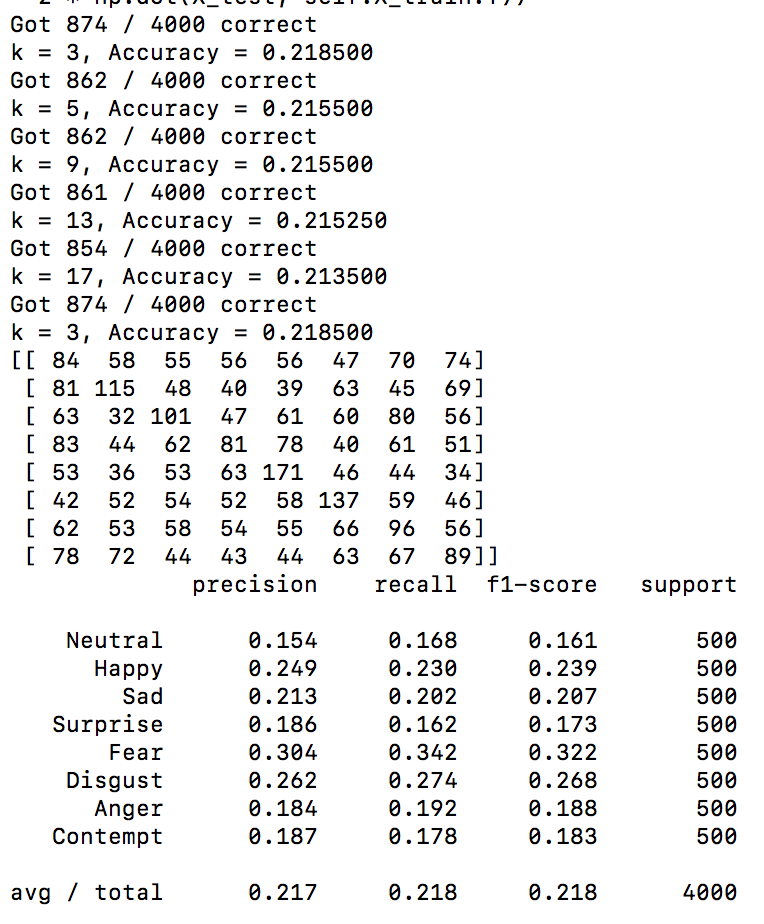 2 * np.dot(X_test, self.X_train.T))
Got 874 / 4000 correct
k = 3, Accuracy = 0.218500
Got 862 / 4000 correct
k = 5, Accuracy = 0.215500
Got 862 / 4000 correct
k = 9, Accuracy = 0.215500
Got 861 / 4000 correct
k = 13, Accuracy = 0.215250
Got 854 / 4000 correct
k = 17, Accuracy = 0.213500
Got 874 / 4000 correct
k = 3, Accuracy = 0.218500
[[ 84 58 55 56 56 47 70 74]
[ 81 115 48 40 39 63 45 69]
[ 63 32 101 47 61 60 80 56]
[ 83 44 62 81 78 40 61 51]
[ 53 36 53 63 171 46 44 34]
[ 42 52 54 52 58 137 59 46]
[ 62 53 58 54 55 66 96 56]
[ 78 72 44 43 44 63 67 89]]
precision recall f1-score support
Neutral 0.154 0.168 0.161 500
Happy 0.249 0.230 0.239 500
Sad 0.213 0.202 0.207 500
Surprise 0.186 0.162 0.173 500
Fear 0.304 0.342 0.322 500
Disgust 0.262 0.274 0.268 500
Anger 0.184 0.192 0.188 500
Contempt 0.187 0.178 0.183 500
avg / total 0.217 0.218 0.218 4000